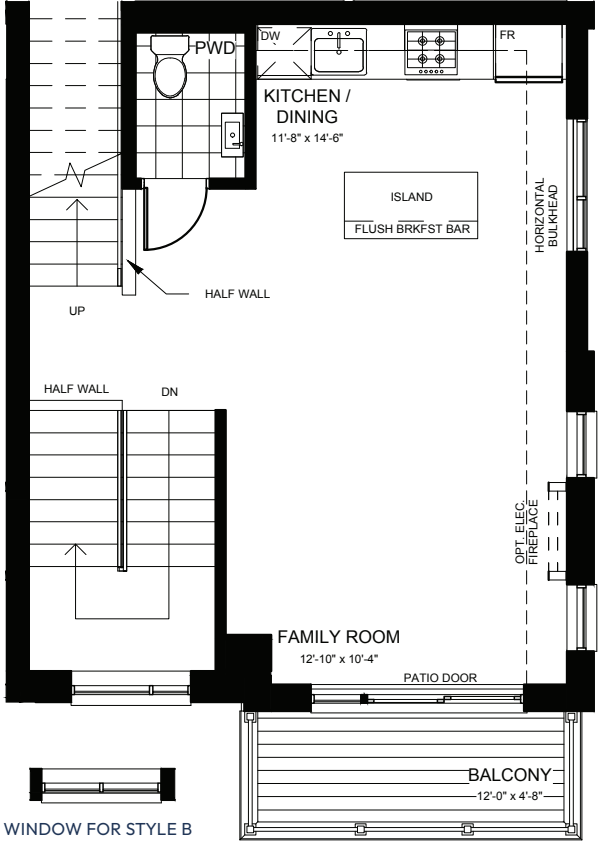 PWD
DW
FR
KITCHEN /
DINING
11'-8" x 14'-6"
ISLAND
FLUSH BRKFST BAR
HORIZONTAL
BULKHEAD
HALF WALL
UP
HALF WALL
DN
OPT. ELEC.
FIREPLACE
FAMILY ROOM
12'-10" x 10'-4"
PATIO DOOR
BALCONY
12'-0" x 4'-8"
WINDOW FOR STYLE B